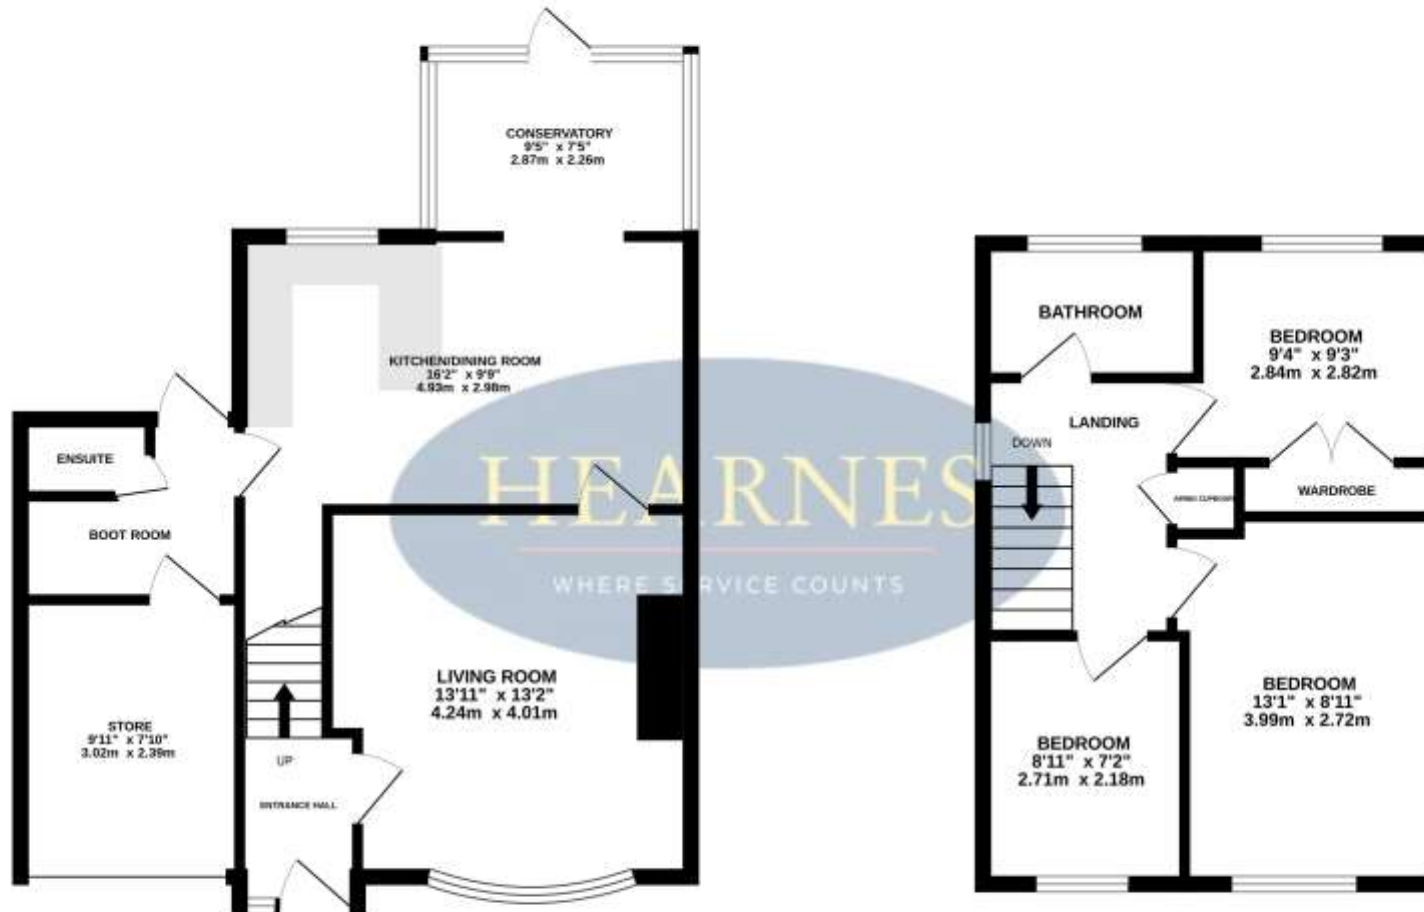 CONSERVATORY
9'5" x 7'5"
2.87m x 2.26m
KITCHEN/DINING ROOM
16'2" x 9'9"
4.93m x 2.98m
ENSUITE
BOOT ROOM
HEARNES
WHERE SERVICE COUNTS
LIVING ROOM
13'11" x 13'2"
4.24m x 4.01m
STORE
9'11" x 7'10"
3.02m x 2.39m
UP
ENTRANCE HALL
BATHROOM
BEDROOM
9'4" x 9'3"
2.84m x 2.82m
LANDING
DOWN
AIRING CUPBOARD
WARDROBE
BEDROOM
13'1" x 8'11"
3.99m x 2.72m
BEDROOM
8'11" x 7'2"
2.71m x 2.18m